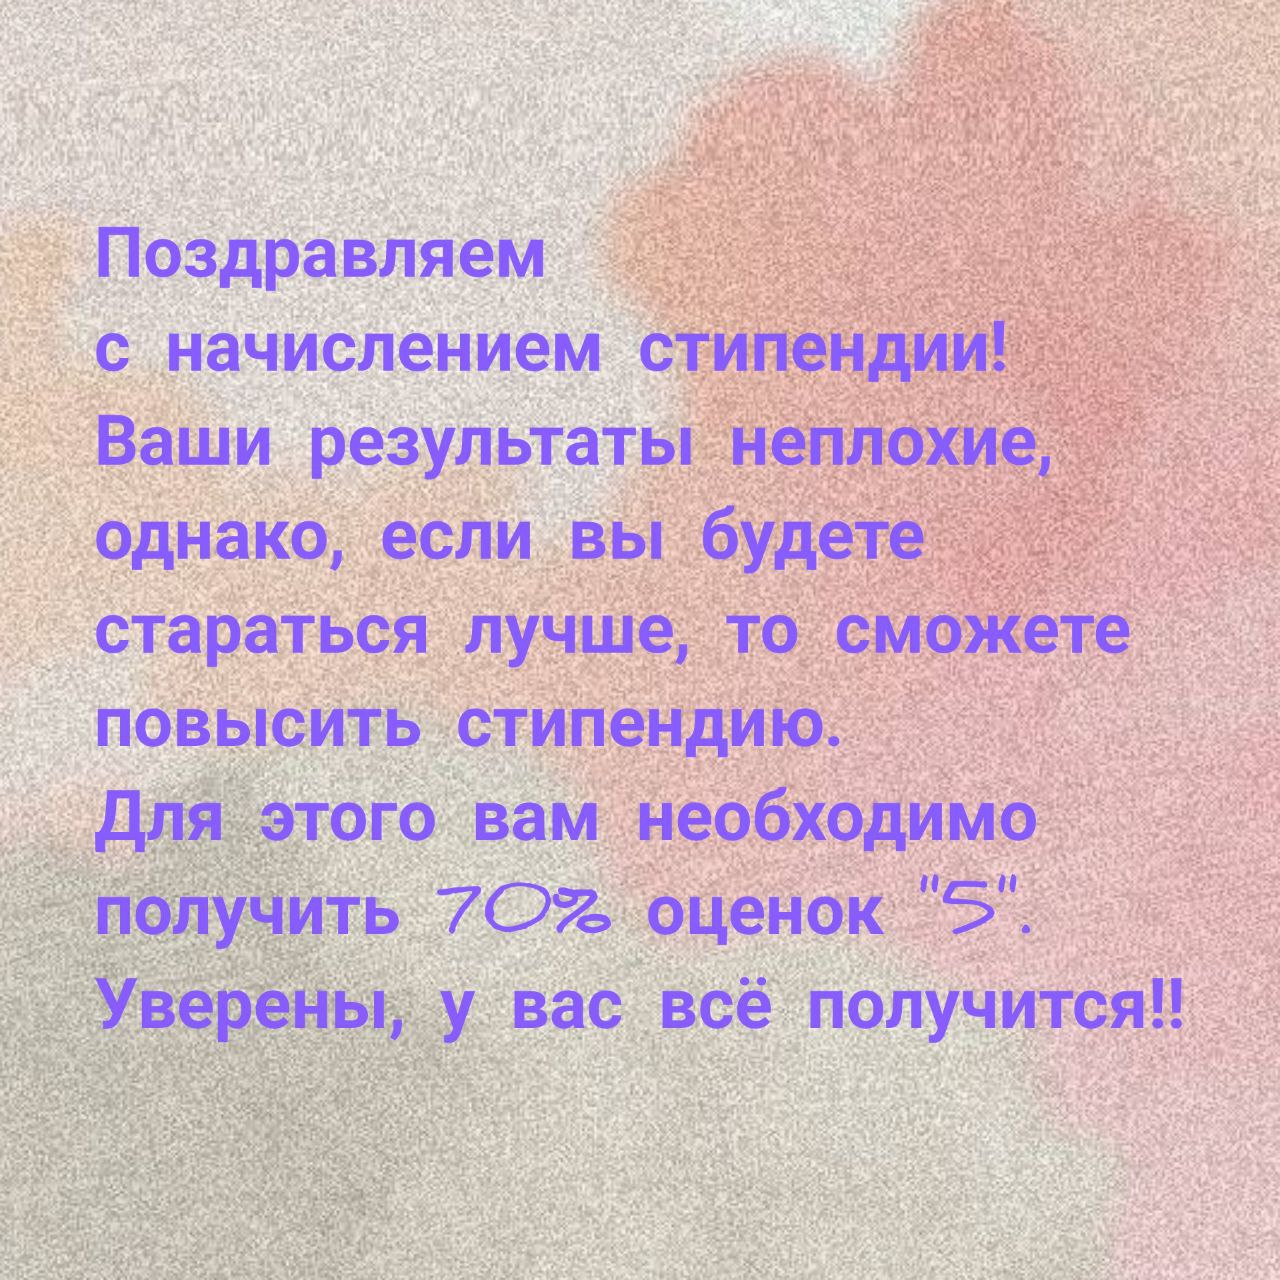 Поздравляем
с начислением стипендии!
Ваши результаты неплохие,
однако, если вы будете
стараться лучше, то сможете
повысить стипендию.
Для этого вам необходимо
получить 70% оценок "5".
Уверены, у вас всё получится!!